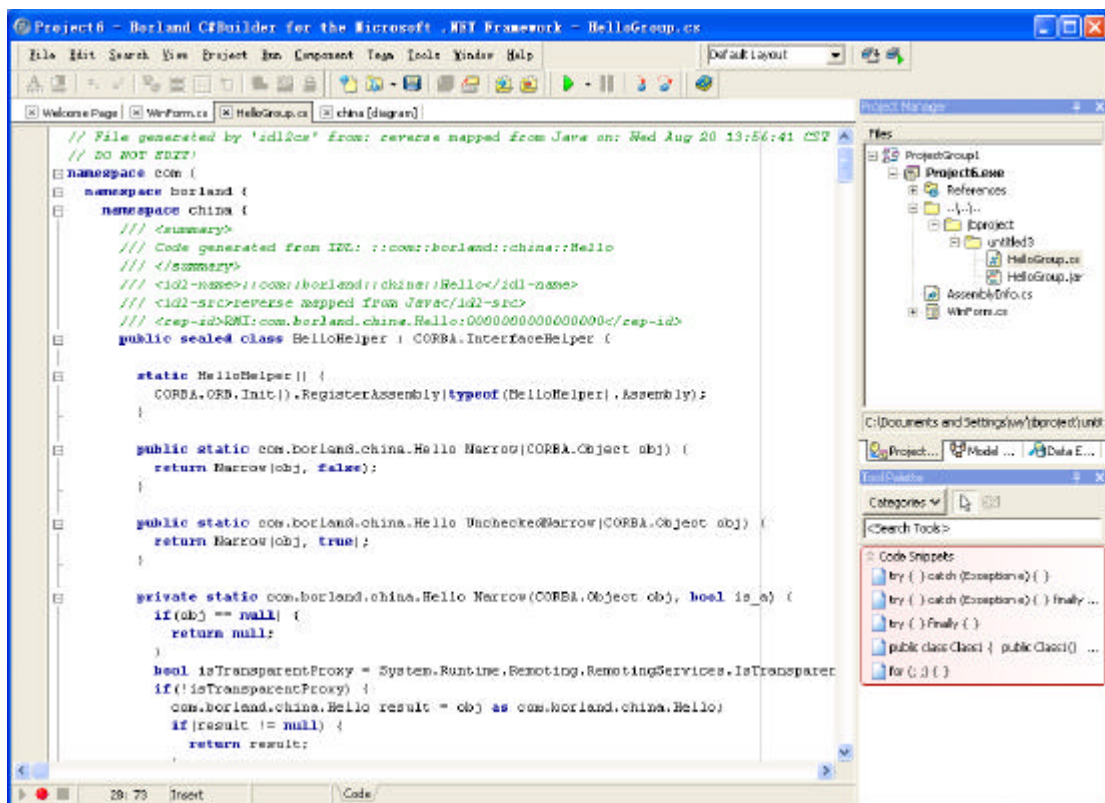 Project6 - Borland C#Builder for the Microsoft .NET Framework - HelloGroup.cs
File Edit Search View Project Run Component Team Tools Window Help
Default Layout
Welcome Page WinForm.cs HelloGroup.cs china [diagram]
// File generated by 'idl2cs' from: reverse mapped from Java on: Wed Aug 20 13:56:41 CST
// DO NOT EDIT!
namespace com {
namespace borland {
namespace china {
/// <summary>
/// Code generated from IDL: ::com::borland::china::Hello
/// </summary>
/// <idl-name>::com::borland::china::Hello</idl-name>
/// <idl-src>reverse mapped from Java</idl-src>
/// <rep-id>RMI:com.borland.china.Hello:0000000000000000</rep-id>
public sealed class HelloHelper : CORBA.InterfaceHelper {
static HelloHelper() {
CORBA.ORB.Init().RegisterAssembly(typeof(HelloHelper).Assembly);
}
public static com.borland.china.Hello Narrow(CORBA.Object obj) {
return Narrow(obj, false);
}
public static com.borland.china.Hello UncheckedNarrow(CORBA.Object obj) {
return Narrow(obj, true);
}
private static com.borland.china.Hello Narrow(CORBA.Object obj, bool is_a) {
if(obj == null) {
return null;
}
bool isTransparentProxy = System.Runtime.Remoting.RemotingServices.IsTransparen
if(!isTransparentProxy) {
com.borland.china.Hello result = obj as com.borland.china.Hello;
if(result != null) {
return result;
}
28: 73 Insert Code
Project Manager
Files
ProjectGroup1
Project6.exe
References
..\..\..
jbproject
untitled3
HelloGroup.cs
HelloGroup.jar
AssemblyInfo.cs
WinForm.cs
C:\Documents and Settings\wy\jbproject\untit
Project... Model ... Data E...
Tool Palette
Categories
<Search Tools>
Code Snippets
try { } catch (Exception e) { }
try { } catch (Exception e) { } finally ...
try { } finally { }
public class Class1 { public Class1() ...
for (; ;) { }